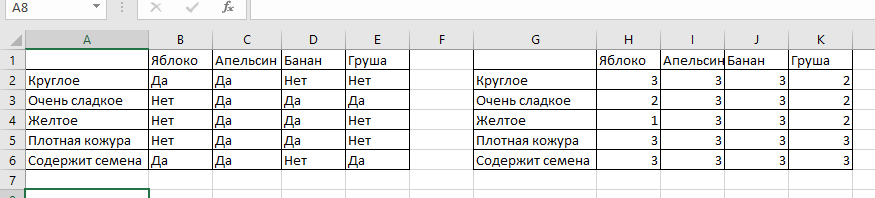 A8 fx
A B C D E F G H I J K
1 Яблоко Апельсин Банан Груша Яблоко Апельсин Банан Груша
2 Круглое Да Да Нет Нет Круглое 3 3 3 2
3 Очень сладкое Нет Да Да Да Очень сладкое 2 3 3 2
4 Желтое Нет Да Да Нет Желтое 1 3 3 2
5 Плотная кожура Нет Да Да Нет Плотная кожура 3 3 3 3
6 Содержит семена Да Да Нет Да Содержит семена 3 3 3 3
7